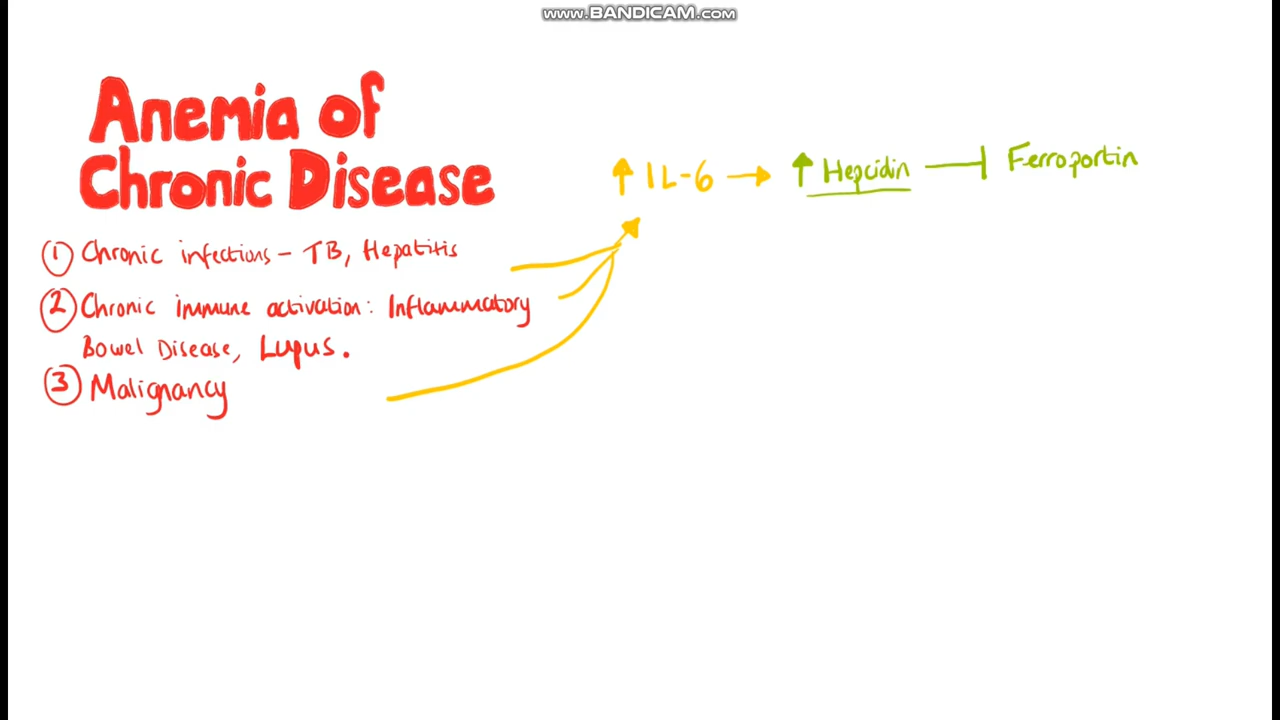 www.BANDICAM.com
Anemia of
Chronic Disease
↑ IL-6 → ↑ Hepcidin ⊣ Ferroportin
① Chronic infections - TB, Hepatitis
② Chronic immune activation: Inflammatory
Bowel Disease, Lupus.
③ Malignancy